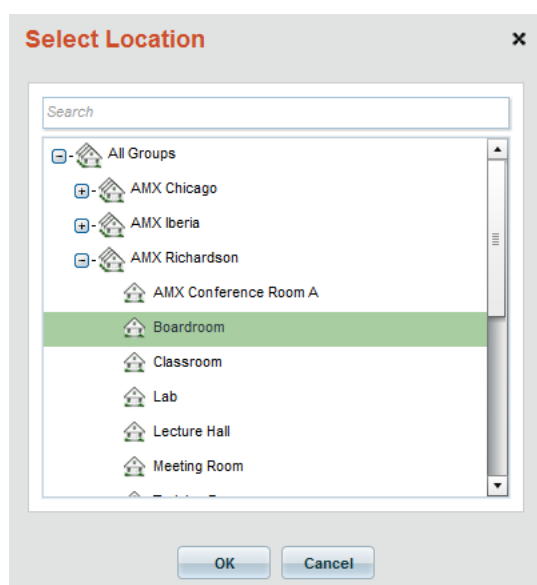 Select Location
Search
All Groups
AMX Chicago
AMX Iberia
AMX Richardson
AMX Conference Room A
Boardroom
Classroom
Lab
Lecture Hall
Meeting Room
OK Cancel